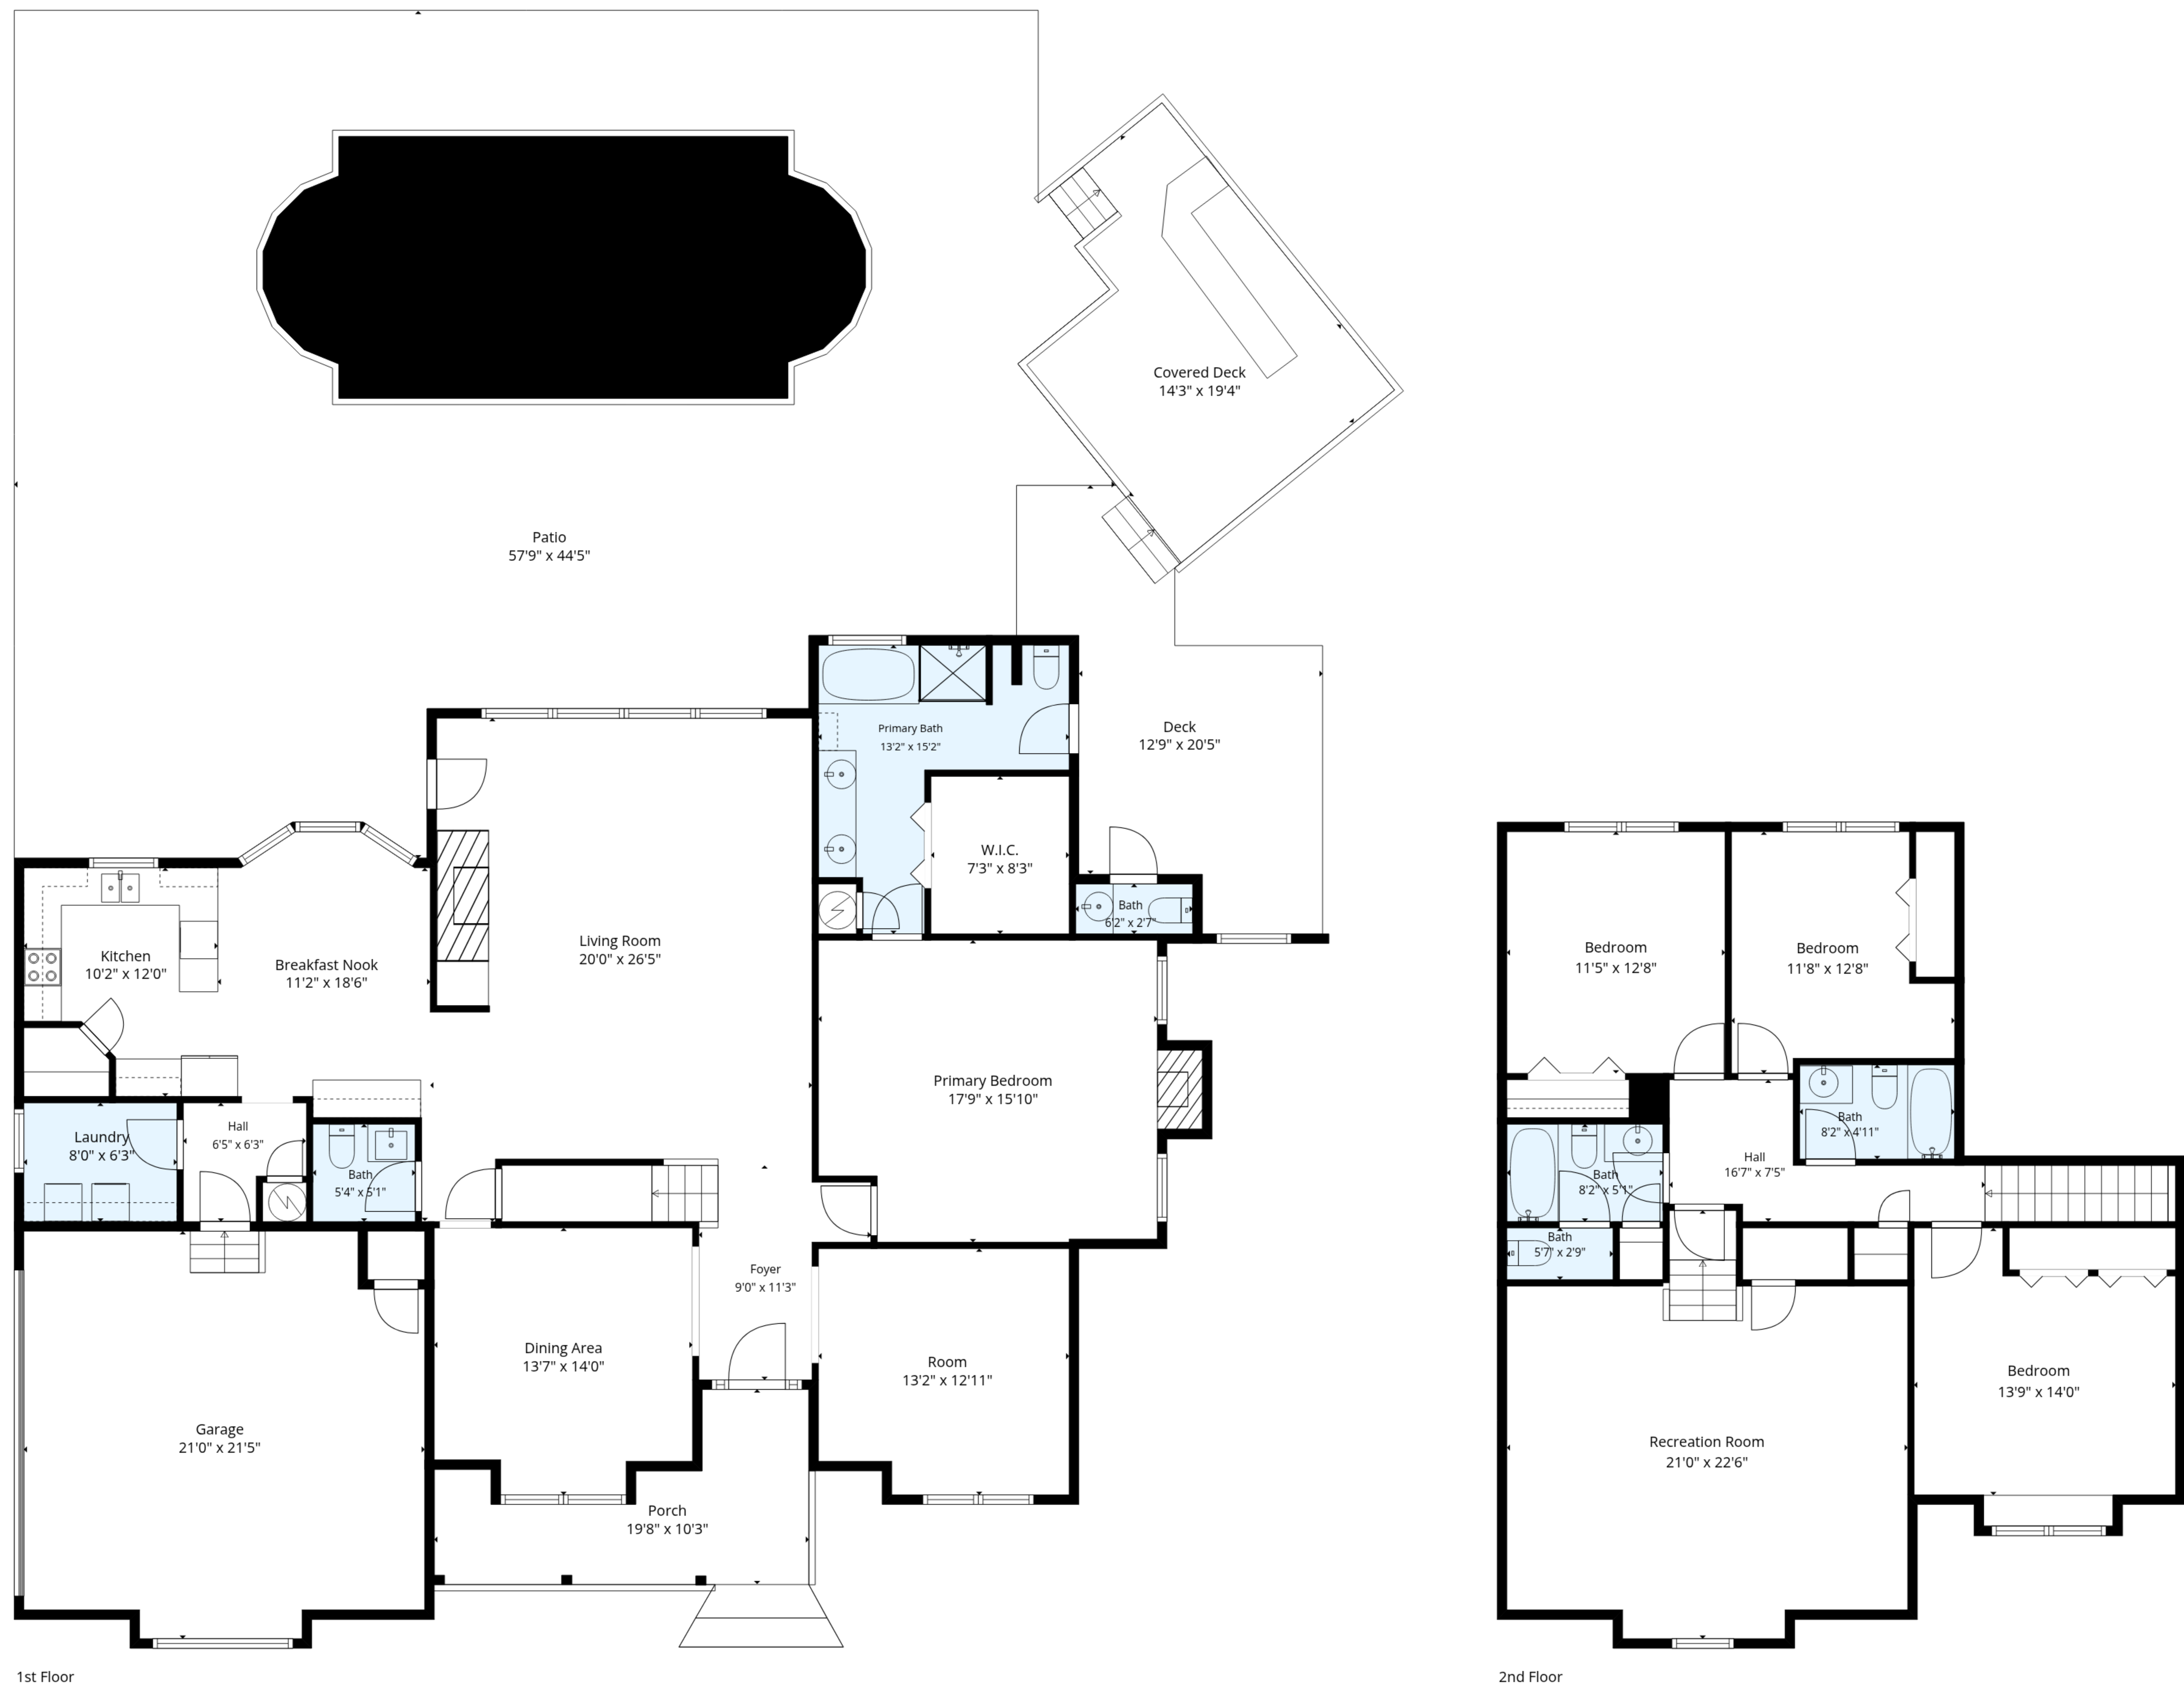 Covered Deck
14'3" x 19'4"
Patio
57'9" x 44'5"
Primary Bath
13'2" x 15'2"
Deck
12'9" x 20'5"
W.I.C.
7'3" x 8'3"
Bath
6'2" x 2'7"
Living Room
20'0" x 26'5"
Kitchen
10'2" x 12'0"
Breakfast Nook
11'2" x 18'6"
Primary Bedroom
17'9" x 15'10"
Laundry
8'0" x 6'3"
Hall
6'5" x 6'3"
Bath
5'4" x 5'1"
Foyer
9'0" x 11'3"
Dining Area
13'7" x 14'0"
Room
13'2" x 12'11"
Garage
21'0" x 21'5"
Porch
19'8" x 10'3"
1st Floor
Bedroom
11'5" x 12'8"
Bedroom
11'8" x 12'8"
Bath
8'2" x 4'11"
Hall
16'7" x 7'5"
Bath
8'2" x 5'1"
Bath
5'7" x 2'9"
Bedroom
13'9" x 14'0"
Recreation Room
21'0" x 22'6"
2nd Floor